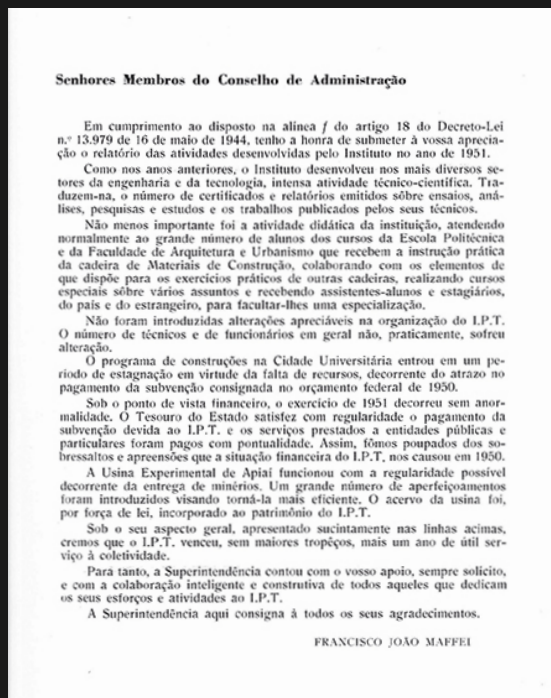 Senhores Membros do Conselho de Administração
Em cumprimento ao disposto na alínea f do artigo 18 do Decreto-Lei
n.º 13.979 de 16 de maio de 1944, tenho a honra de submeter à vossa aprecia-
ção o relatório das atividades desenvolvidas pelo Instituto no ano de 1951.
Como nos anos anteriores, o Instituto desenvolveu nos mais diversos se-
tores da engenharia e da tecnologia, intensa atividade técnico-científica. Tra-
duzem-na, o número de certificados e relatórios emitidos sôbre ensaios, aná-
lises, pesquisas e estudos e os trabalhos publicados pelos seus técnicos.
Não menos importante foi a atividade didática da instituição, atendendo
normalmente ao grande número de alunos dos cursos da Escola Politécnica
e da Faculdade de Arquitetura e Urbanismo que recebem a instrução prática
da cadeira de Materiais de Construção, colaborando com os elementos de
que dispõe para os exercícios práticos de outras cadeiras, realizando cursos
especiais sôbre vários assuntos e recebendo assistentes-alunos e estagiários,
do país e do estrangeiro, para facultar-lhes uma especialização.
Não foram introduzidas alterações apreciáveis na organização do I.P.T.
O número de técnicos e de funcionários em geral não, praticamente, sofreu
alteração.
O programa de construções na Cidade Universitária entrou em um pe-
ríodo de estagnação em virtude da falta de recursos, decorrente do atrazo no
pagamento da subvenção consignada no orçamento federal de 1950.
Sob o ponto de vista financeiro, o exercício de 1951 decorreu sem anor-
malidade. O Tesouro do Estado satisfez com regularidade o pagamento da
subvenção devida ao I.P.T. e os serviços prestados a entidades públicas e
particulares foram pagos com pontualidade. Assim, fômos poupados dos so-
bressaltos e apreensões que a situação financeira do I.P.T. nos causou em 1950.
A Usina Experimental de Apiaí funcionou com a regularidade possível
decorrente da entrega de minérios. Um grande número de aperfeiçoamentos
foram introduzidos visando torná-la mais eficiente. O acervo da usina foi,
por força de lei, incorporado ao patrimônio do I.P.T.
Sob o seu aspecto geral, apresentado sucintamente nas linhas acimas,
cremos que o I.P.T. venceu, sem maiores tropêços, mais um ano de útil ser-
viço à coletividade.
Para tanto, a Superintendência contou com o vosso apoio, sempre solícito,
e com a colaboração inteligente e construtiva de todos aqueles que dedicam
os seus esforços e atividades ao I.P.T.
A Superintendência aqui consigna à todos os seus agradecimentos.
FRANCISCO JOÃO MAFFEI